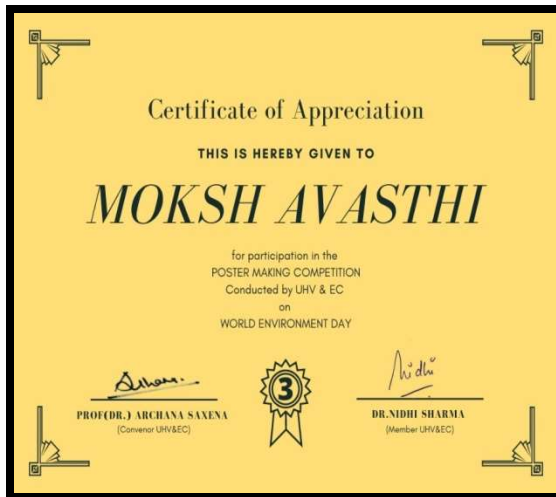 Certificate of Appreciation
THIS IS HEREBY GIVEN TO
MOKSH AVASTHI
for participation in the
POSTER MAKING COMPETITION
Conducted by UHV & EC
on
WORLD ENVIRONMENT DAY
Nidhi
3
PROF(DR.) ARCHANA SAXENA
(Convenor UHV&EC)
DR.NIDHI SHARMA
(Member UHV&EC)